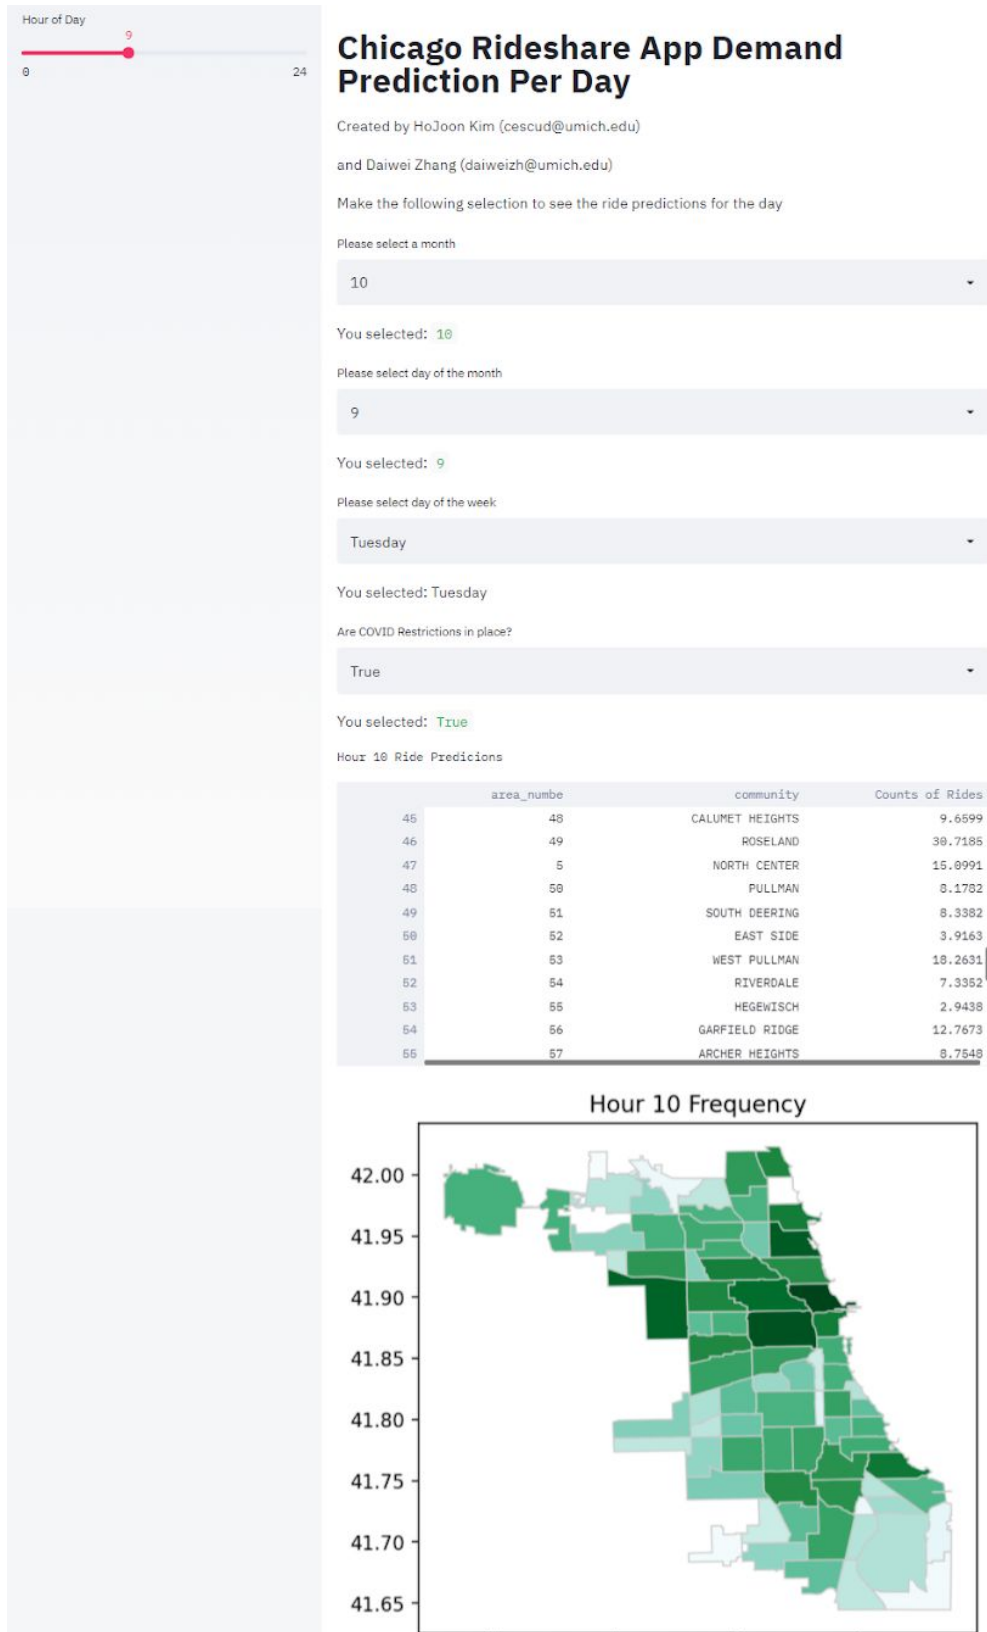 Hour of Day
9
0 24
Chicago Rideshare App Demand
Prediction Per Day
Created by HoJoon Kim (cescud@umich.edu)
and Daiwei Zhang (daiweizh@umich.edu)
Make the following selection to see the ride predictions for the day
Please select a month
10
You selected: 10
Please select day of the month
9
You selected: 9
Please select day of the week
Tuesday
You selected: Tuesday
Are COVID Restrictions in place?
True
You selected: True
Hour 10 Ride Predicions
area_numbe community Counts of Rides
45 48 CALUMET HEIGHTS 9.6599
46 49 ROSELAND 30.7185
47 5 NORTH CENTER 15.0991
48 50 PULLMAN 8.1782
49 51 SOUTH DEERING 8.3382
50 52 EAST SIDE 3.9163
51 53 WEST PULLMAN 18.2631
52 54 RIVERDALE 7.3352
53 55 HEGEWISCH 2.9438
54 56 GARFIELD RIDGE 12.7673
55 57 ARCHER HEIGHTS 8.7548
Hour 10 Frequency
42.00
41.95
41.90
41.85
41.80
41.75
41.70
41.65